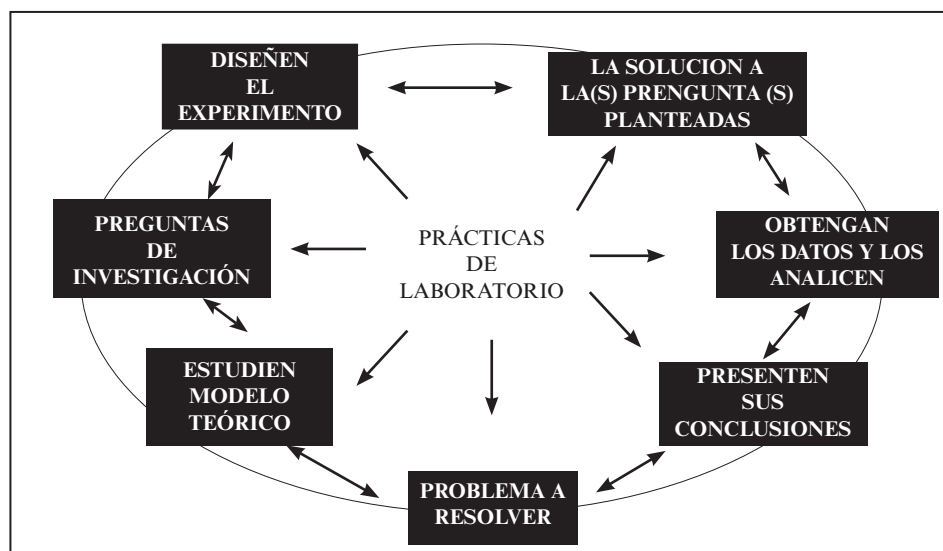 DISEÑEN
EL
EXPERIMENTO
LA SOLUCION A
LA(S) PRENGUNTA (S)
PLANTEADAS
PREGUNTAS
DE
INVESTIGACIÓN
PRÁCTICAS
DE
LABORATORIO
OBTENGAN
LOS DATOS Y LOS
ANALICEN
ESTUDIEN
MODELO
TEÓRICO
PRESENTEN
SUS
CONCLUSIONES
PROBLEMA A
RESOLVER